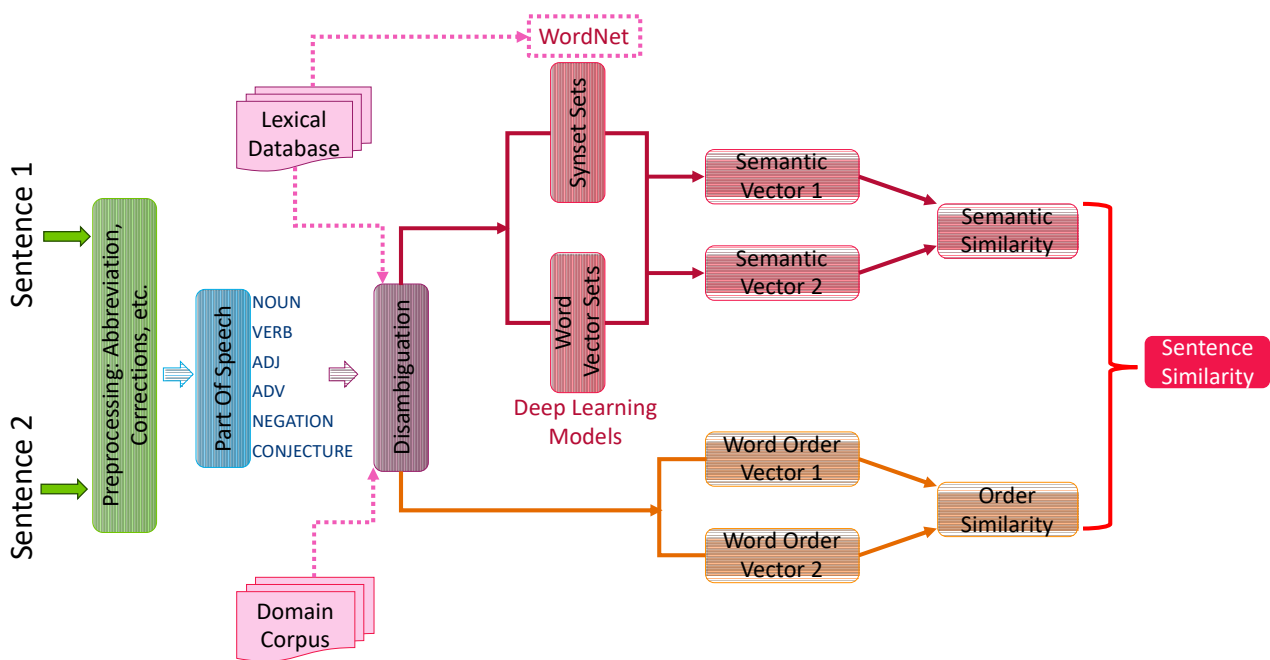 WordNet
Lexical
Database
Synset Sets
Sentence 1
Sentence 2
Preprocessing: Abbreviation,
Corrections, etc.
Part Of Speech
NOUN
VERB
ADJ
ADV
NEGATION
CONJECTURE
Disambiguation
Word
Vector Sets
Deep Learning
Models
Semantic
Vector 1
Semantic
Vector 2
Semantic
Similarity
Word Order
Vector 1
Word Order
Vector 2
Order
Similarity
Sentence
Similarity
Domain
Corpus